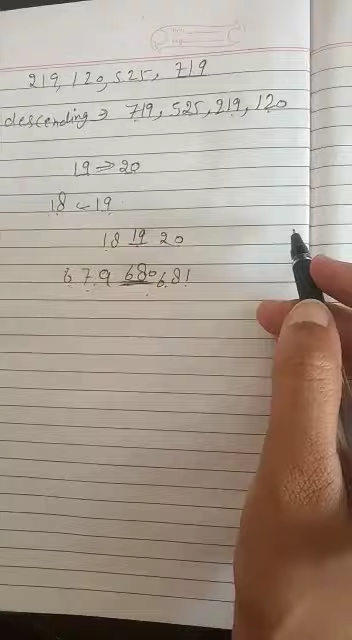 219, 120, 525, 719
descending → 719, 525, 219, 120
19 ⇒ 20
18 ← 19
18 19 20
679 680 681